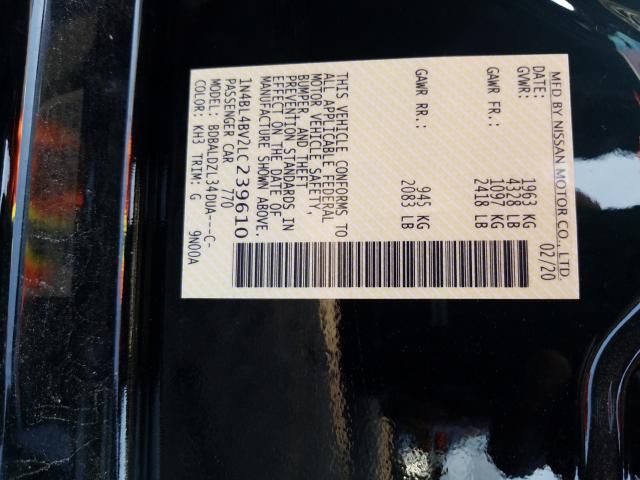 MFD BY NISSAN MOTOR CO., LTD.
DATE: 02/20
GVWR: 1963 KG
4328 LB
GAWR FR.: 1097 KG
2418 LB
GAWR RR.: 945 KG
2083 LB
THIS VEHICLE CONFORMS TO
ALL APPLICABLE FEDERAL
MOTOR VEHICLE SAFETY,
BUMPER, AND THEFT
PREVENTION STANDARDS IN
EFFECT ON THE DATE OF
MANUFACTURE SHOWN ABOVE.
1N4BL4BV2LC239610
PASSENGER CAR 770
MODEL: BDBALDZL34DUA---C-
COLOR: KH3 TRIM: G 9N00A